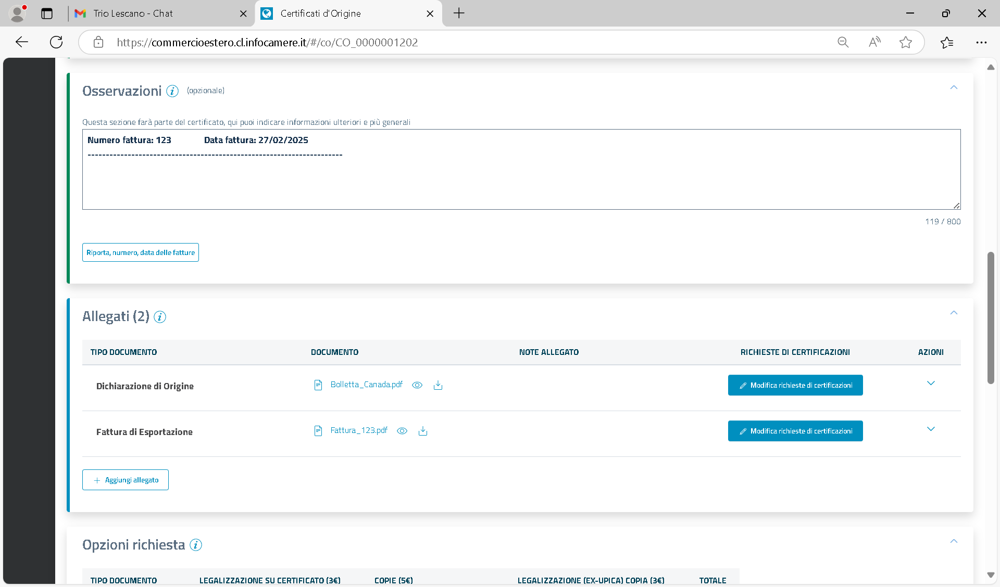 Trio Lescano - Chat
Certificati d'Origine
https://commercioestero.cl.infocamere.it/#/co/CO_0000001202
Osservazioni (opzionale)
Questa sezione farà parte del certificato, qui puoi indicare informazioni ulteriori e più generali
Numero fattura: 123 Data fattura: 27/02/2025
----------------------------------------------------------------------
119 / 800
Riporta, numero, data delle fatture
Allegati (2)
TIPO DOCUMENTO DOCUMENTO NOTE ALLEGATO RICHIESTE DI CERTIFICAZIONI AZIONI
Dichiarazione di Origine Bolletta_Canada.pdf Modifica richieste di certificazioni
Fattura di Esportazione Fattura_123.pdf Modifica richieste di certificazioni
Aggiungi allegato
Opzioni richiesta
TIPO DOCUMENTO LEGALIZZAZIONE SU CERTIFICATO (3€) COPIE (5€) LEGALIZZAZIONE (EX-UPICA) COPIA (3€) TOTALE